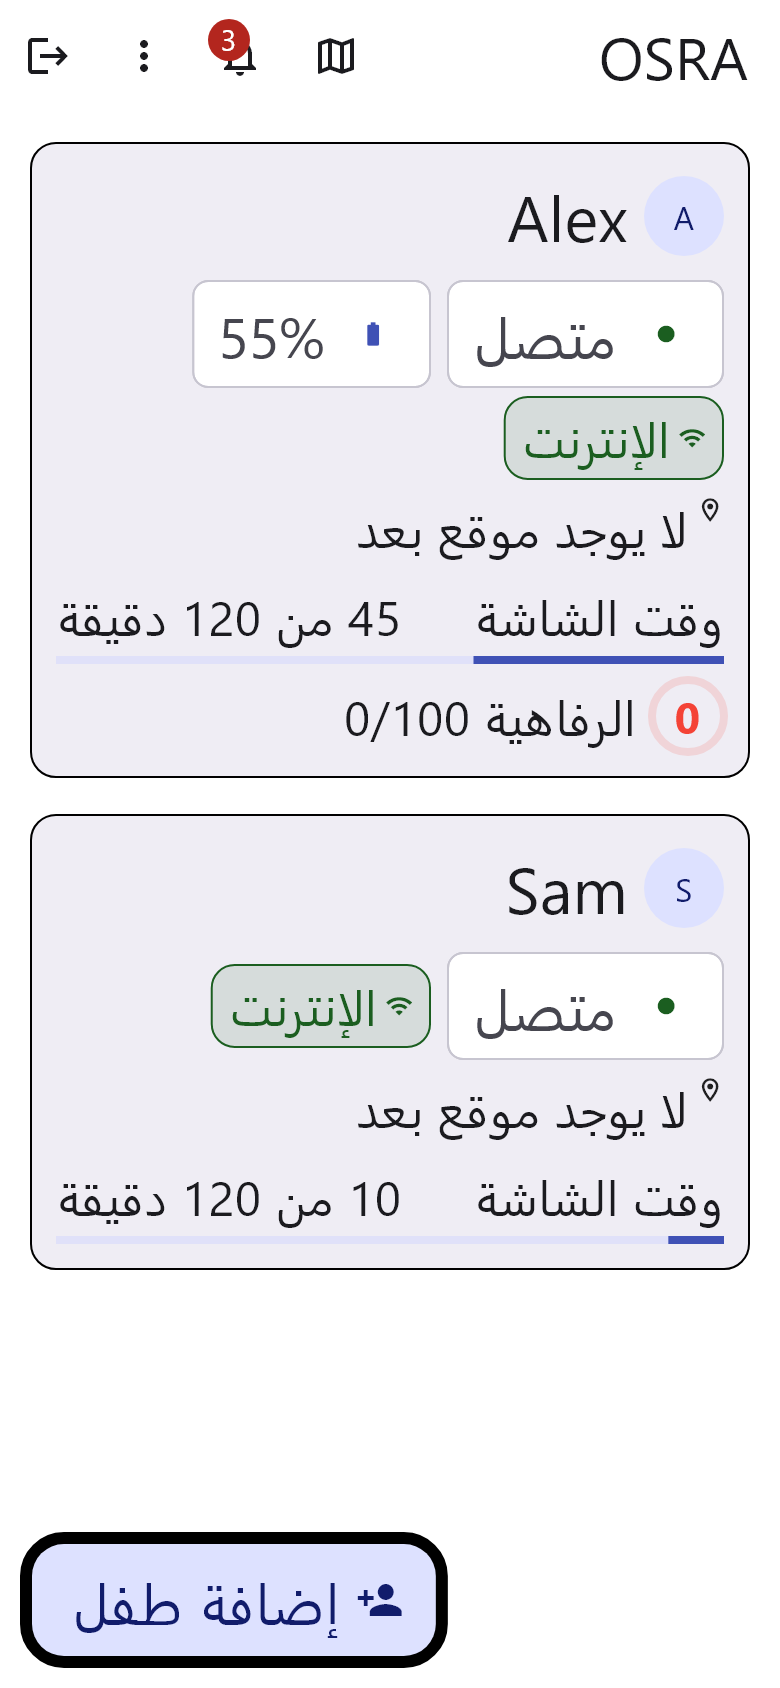 OSRA
3
A Alex
متصل 55%
الإنترنت
لا يوجد موقع بعد
وقت الشاشة 45 من 120 دقيقة
0 الرفاهية 0/100
S Sam
متصل الإنترنت
لا يوجد موقع بعد
وقت الشاشة 10 من 120 دقيقة
إضافة طفل